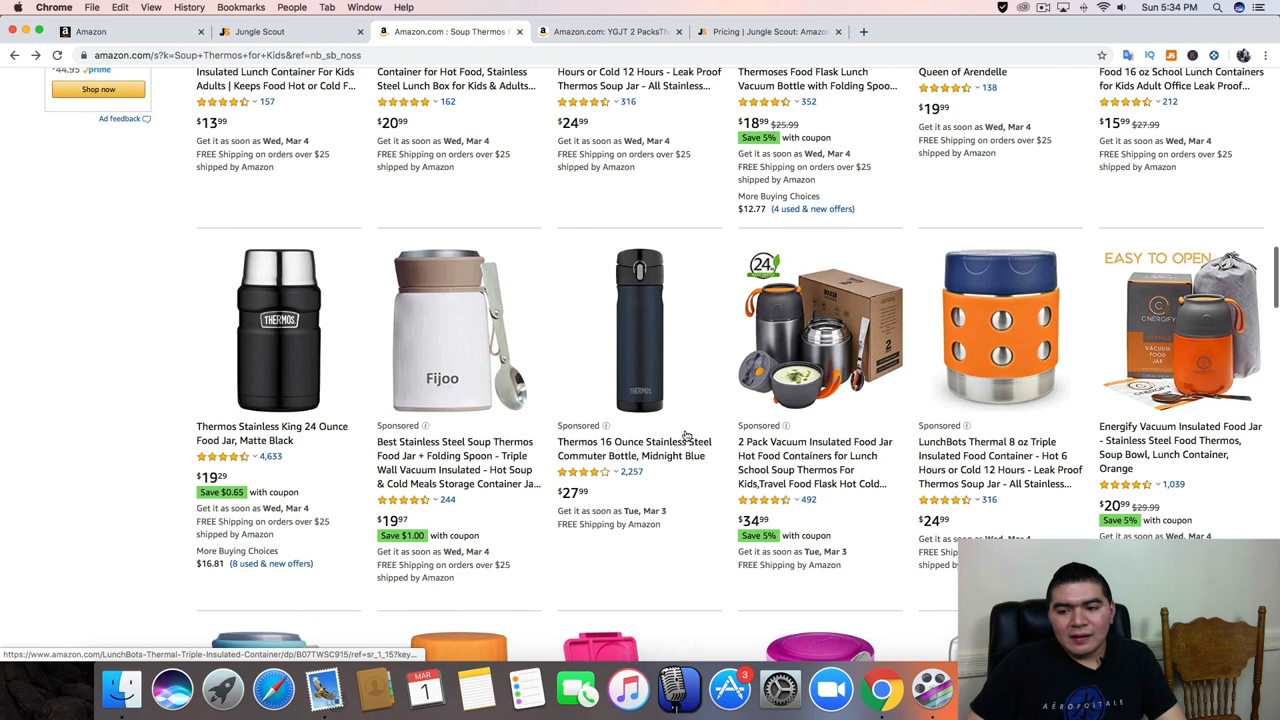 Chrome File Edit View History Bookmarks People Tab Window Help
Sun 5:34 PM
Amazon
Jungle Scout
Amazon.com : Soup Thermos f
Amazon.com: YGJT 2 PacksTh
Pricing | Jungle Scout: Amazo
amazon.com/s?k=Soup+Thermos+for+Kids&ref=nb_sb_noss
$44.95 prime
Shop now
Ad feedback
Insulated Lunch Container For Kids
Adults | Keeps Food Hot or Cold F...
157
$13.99
Get it as soon as Wed, Mar 4
FREE Shipping on orders over $25
shipped by Amazon
Container for Hot Food, Stainless
Steel Lunch Box for Kids & Adults...
162
$20.99
Get it as soon as Wed, Mar 4
FREE Shipping on orders over $25
shipped by Amazon
Hours or Cold 12 Hours - Leak Proof
Thermos Soup Jar - All Stainless...
316
$24.99
Get it as soon as Wed, Mar 4
FREE Shipping on orders over $25
shipped by Amazon
Thermoses Food Flask Lunch
Vacuum Bottle with Folding Spoo...
352
$18.99 $25.99
Save 5% with coupon
Get it as soon as Wed, Mar 4
FREE Shipping on orders over $25
shipped by Amazon
More Buying Choices
$12.77 (4 used & new offers)
Queen of Arendelle
138
$19.99
Get it as soon as Wed, Mar 4
FREE Shipping on orders over $25
shipped by Amazon
Food 16 oz School Lunch Containers
for Kids Adult Office Leak Proof...
212
$15.99 $27.99
Get it as soon as Wed, Mar 4
FREE Shipping on orders over $25
shipped by Amazon
THERMOS
Thermos Stainless King 24 Ounce
Food Jar, Matte Black
4,633
$19.29
Save $0.65 with coupon
Get it as soon as Wed, Mar 4
FREE Shipping on orders over $25
shipped by Amazon
More Buying Choices
$16.81 (8 used & new offers)
Fijoo
Sponsored
Best Stainless Steel Soup Thermos
Food Jar + Folding Spoon - Triple
Wall Vacuum Insulated - Hot Soup
& Cold Meals Storage Container Ja...
244
$19.97
Save $1.00 with coupon
Get it as soon as Wed, Mar 4
FREE Shipping on orders over $25
shipped by Amazon
THERMOS
Sponsored
Thermos 16 Ounce Stainless Steel
Commuter Bottle, Midnight Blue
2,257
$27.99
Get it as soon as Tue, Mar 3
FREE Shipping by Amazon
24
2
Sponsored
2 Pack Vacuum Insulated Food Jar
Hot Food Containers for Lunch
School Soup Thermos For
Kids,Travel Food Flask Hot Cold...
492
$34.99
Save 5% with coupon
Get it as soon as Tue, Mar 3
FREE Shipping by Amazon
Sponsored
LunchBots Thermal 8 oz Triple
Insulated Food Container - Hot 6
Hours or Cold 12 Hours - Leak Proof
Thermos Soup Jar - All Stainless...
316
$24.99
Get it as soon as Wed, Mar 4
EASY TO OPEN
CNERGIFY
VACUUM
FOOD
JAR
Energify Vacuum Insulated Food Jar
- Stainless Steel Food Thermos,
Soup Bowl, Lunch Container,
Orange
1,039
$20.99 $29.99
Save 5% with coupon
https://www.amazon.com/LunchBots-Thermal-Triple-Insulated-Container/dp/B07TWSC915/ref=sr_1_15?key...
MAR
1
3
AÉROPOSTALE